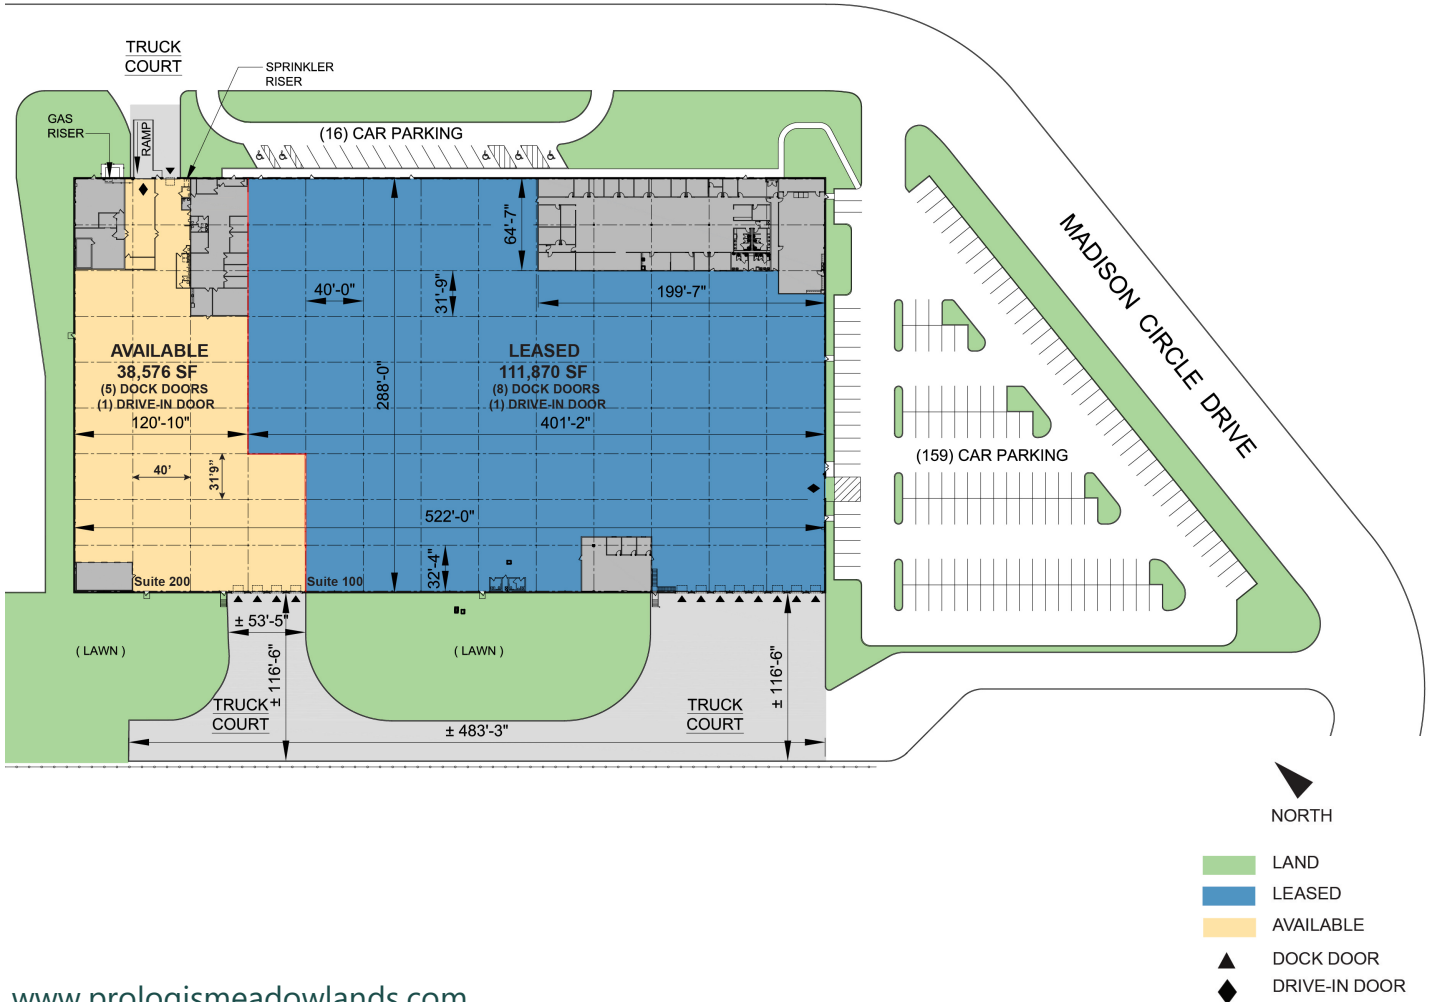 TRUCK
COURT
SPRINKLER
RISER
GAS
RISER
RAMP
(16) CAR PARKING
64'-7"
40'-0"
31'-9"
199'-7"
288'-0"
AVAILABLE
38,576 SF
(5) DOCK DOORS
(1) DRIVE-IN DOOR
120'-10"
LEASED
111,870 SF
(8) DOCK DOORS
(1) DRIVE-IN DOOR
401'-2"
40'
31'9"
522'-0"
32'-4"
Suite 200
Suite 100
MADISON CIRCLE DRIVE
(159) CAR PARKING
± 53'-5"
± 116'-6"
± 116'-6"
( LAWN )
( LAWN )
TRUCK
COURT
TRUCK
COURT
± 483'-3"
NORTH
LAND
LEASED
AVAILABLE
DOCK DOOR
DRIVE-IN DOOR
www.prologismeadowlands.com